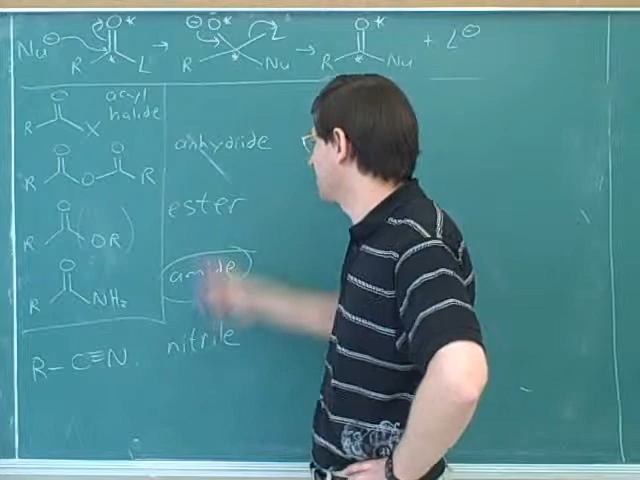 Nu⊖ R O* L → ⊖ O* R L Nu → O* R Nu + L⊖
R O X acyl halide
anhydride
R O O O R
ester
R O (OR)
amide
R O NH₂
nitrile
R–C≡N